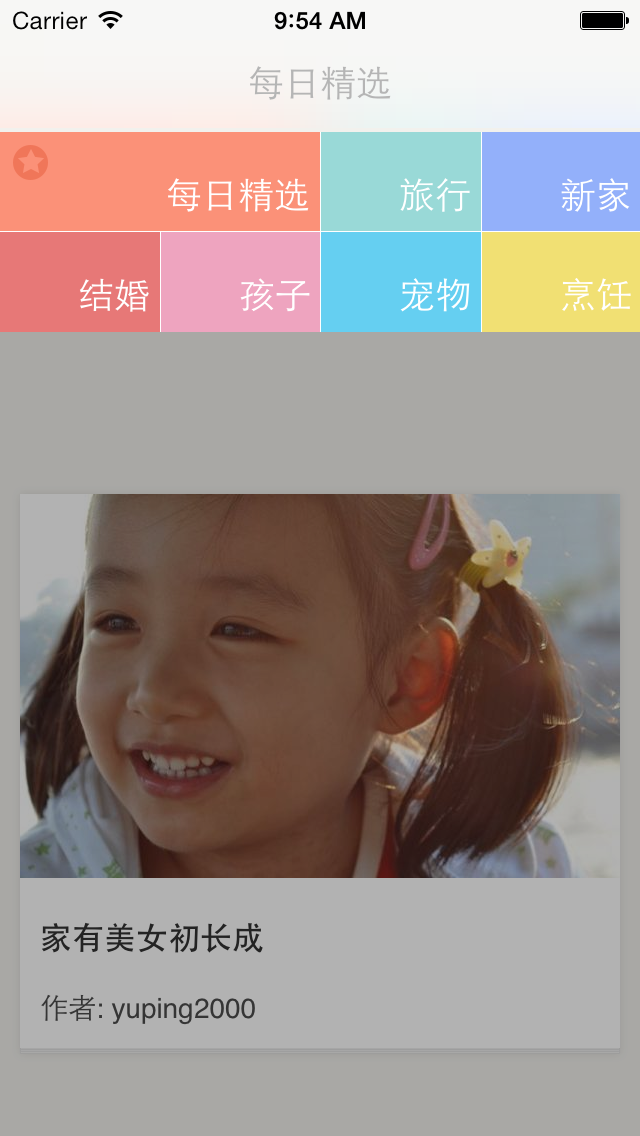 Carrier 9:54 AM
每日精选
每日精选 旅行 新家
结婚 孩子 宠物 烹饪
家有美女初长成
作者: yuping2000